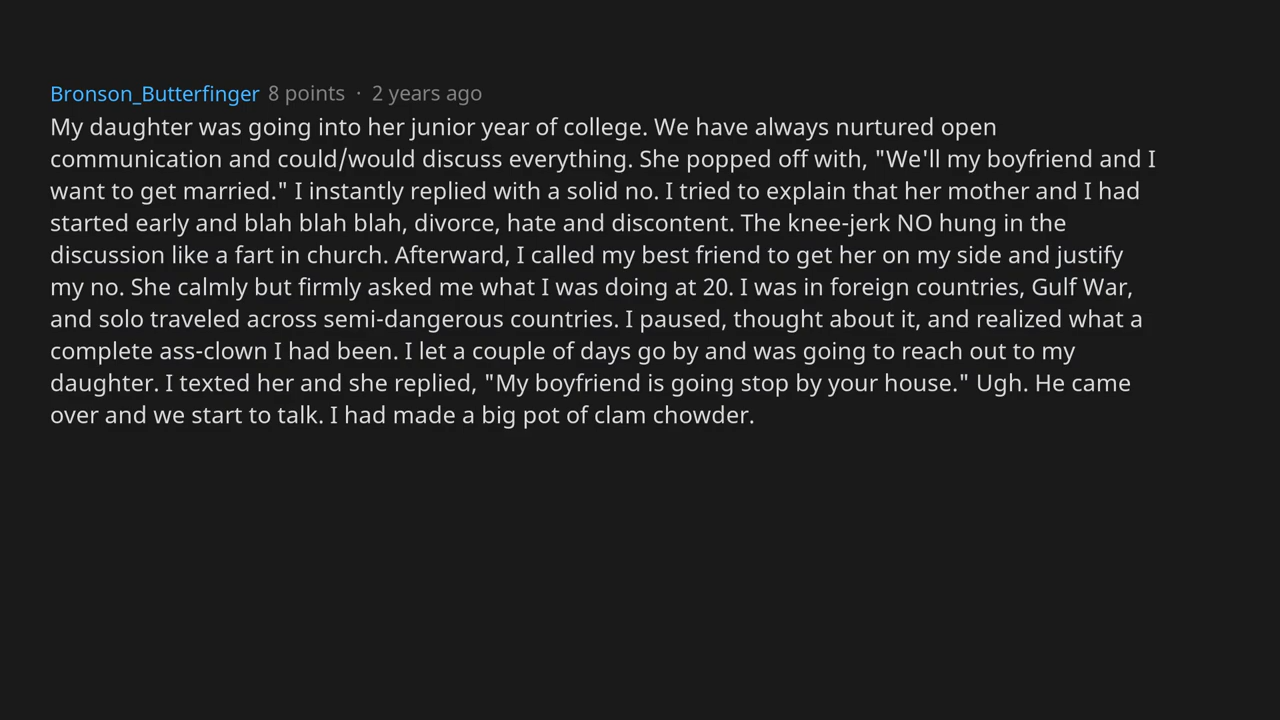 Bronson_Butterfinger 8 points · 2 years ago
My daughter was going into her junior year of college. We have always nurtured open
communication and could/would discuss everything. She popped off with, "We'll my boyfriend and I
want to get married." I instantly replied with a solid no. I tried to explain that her mother and I had
started early and blah blah blah, divorce, hate and discontent. The knee-jerk NO hung in the
discussion like a fart in church. Afterward, I called my best friend to get her on my side and justify
my no. She calmly but firmly asked me what I was doing at 20. I was in foreign countries, Gulf War,
and solo traveled across semi-dangerous countries. I paused, thought about it, and realized what a
complete ass-clown I had been. I let a couple of days go by and was going to reach out to my
daughter. I texted her and she replied, "My boyfriend is going stop by your house." Ugh. He came
over and we start to talk. I had made a big pot of clam chowder.